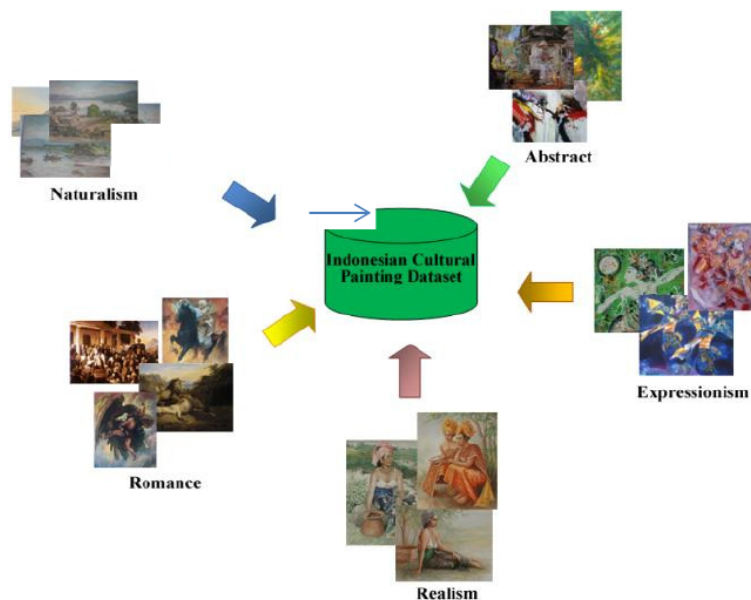 Abstract
Naturalism
Indonesian Cultural
Painting Dataset
Expressionism
Romance
Realism